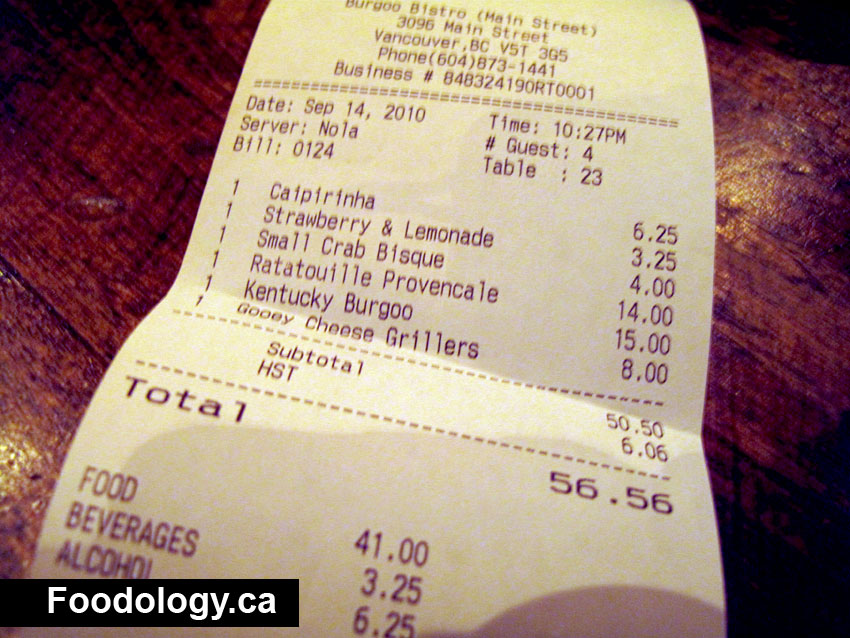 Burgoo Bistro (Main Street)
3096 Main Street
Vancouver,BC V5T 3G5
Phone(604)873-1441
Business # 848324190RT0001
Date: Sep 14, 2010 Time: 10:27PM
Server: Nola # Guest: 4
Bill: 0124 Table : 23
1 Caipirinha 6.25
1 Strawberry & Lemonade 3.25
1 Small Crab Bisque 4.00
1 Ratatouille Provencale 14.00
1 Kentucky Burgoo 15.00
1 Gooey Cheese Grillers 8.00
Subtotal 50.50
HST 6.06
Total 56.56
FOOD 41.00
BEVERAGES 3.25
ALCOHOL 6.25
Foodology.ca